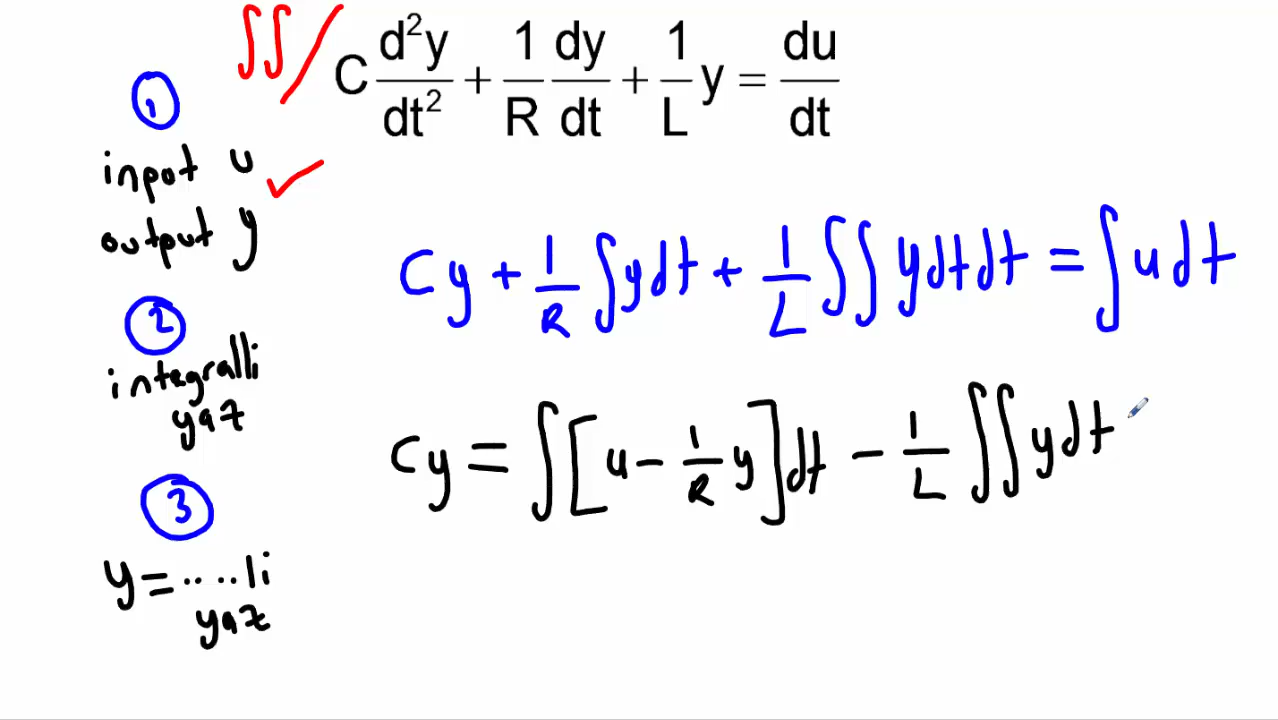 ∫∫/ C d²y/dt² + 1/R dy/dt + 1/L y = du/dt
①
input u ✓
output y
②
integralli
yaz
③
y = .. ..li
yaz
Cy + 1/R ∫ydt + 1/L ∫∫ydtdt = ∫udt
Cy = ∫[u - 1/R y]dt - 1/L ∫∫ydt